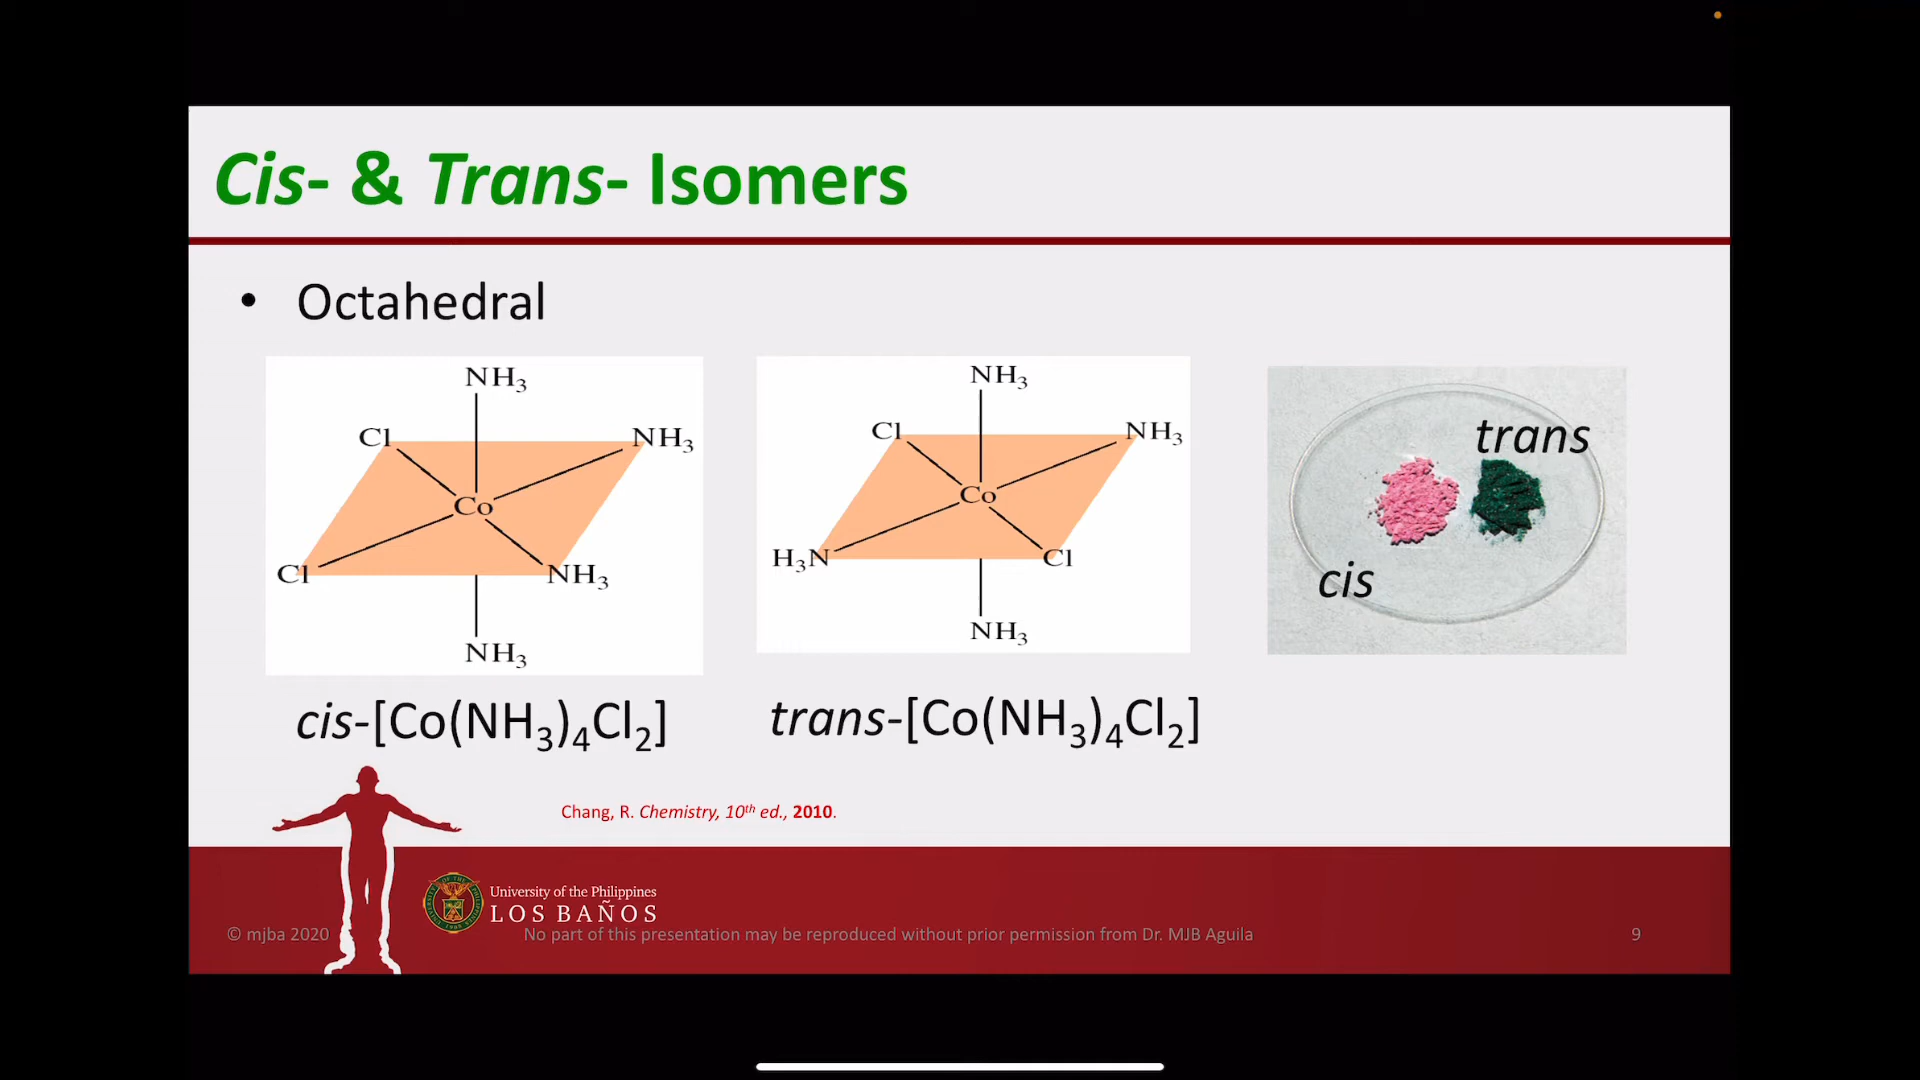 Cis- & Trans- Isomers
• Octahedral
NH₃
Cl
NH₃
Co
Cl
NH₃
NH₃
NH₃
Cl
NH₃
Co
H₃N
Cl
NH₃
trans
cis
cis-[Co(NH₃)₄Cl₂]
trans-[Co(NH₃)₄Cl₂]
Chang, R. Chemistry, 10th ed., 2010.
University of the Philippines
LOS BAÑOS
© mjba 2020
No part of this presentation may be reproduced without prior permission from Dr. MJB Aguila
9